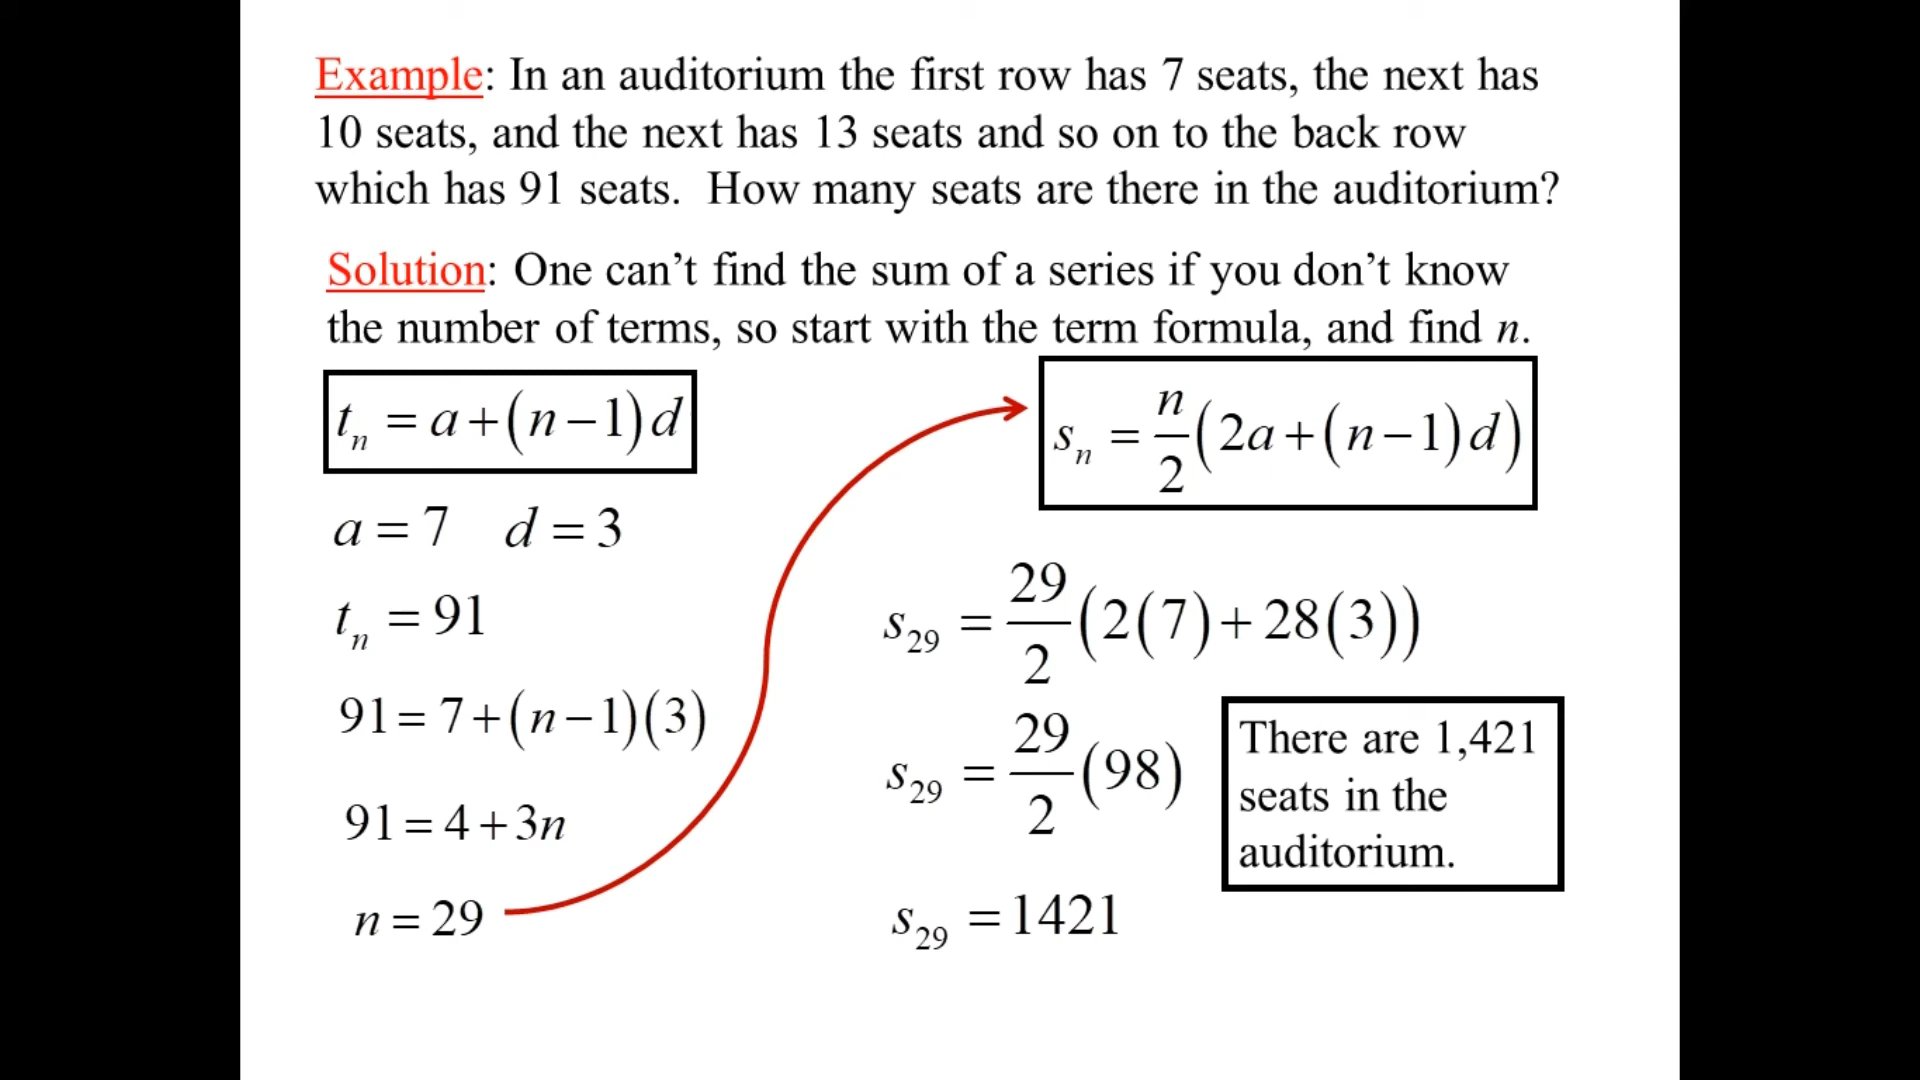 Example: In an auditorium the first row has 7 seats, the next has
10 seats, and the next has 13 seats and so on to the back row
which has 91 seats.  How many seats are there in the auditorium?
Solution: One can’t find the sum of a series if you don’t know
the number of terms, so start with the term formula, and find n.
tₙ = a+(n−1)d
a = 7   d = 3
tₙ = 91
91= 7+(n−1)(3)
91= 4+3n
n = 29
sₙ = n/2(2a+(n−1)d)
s₂₉ = 29/2(2(7)+28(3))
s₂₉ = 29/2(98)
s₂₉ =1421
There are 1,421
seats in the
auditorium.